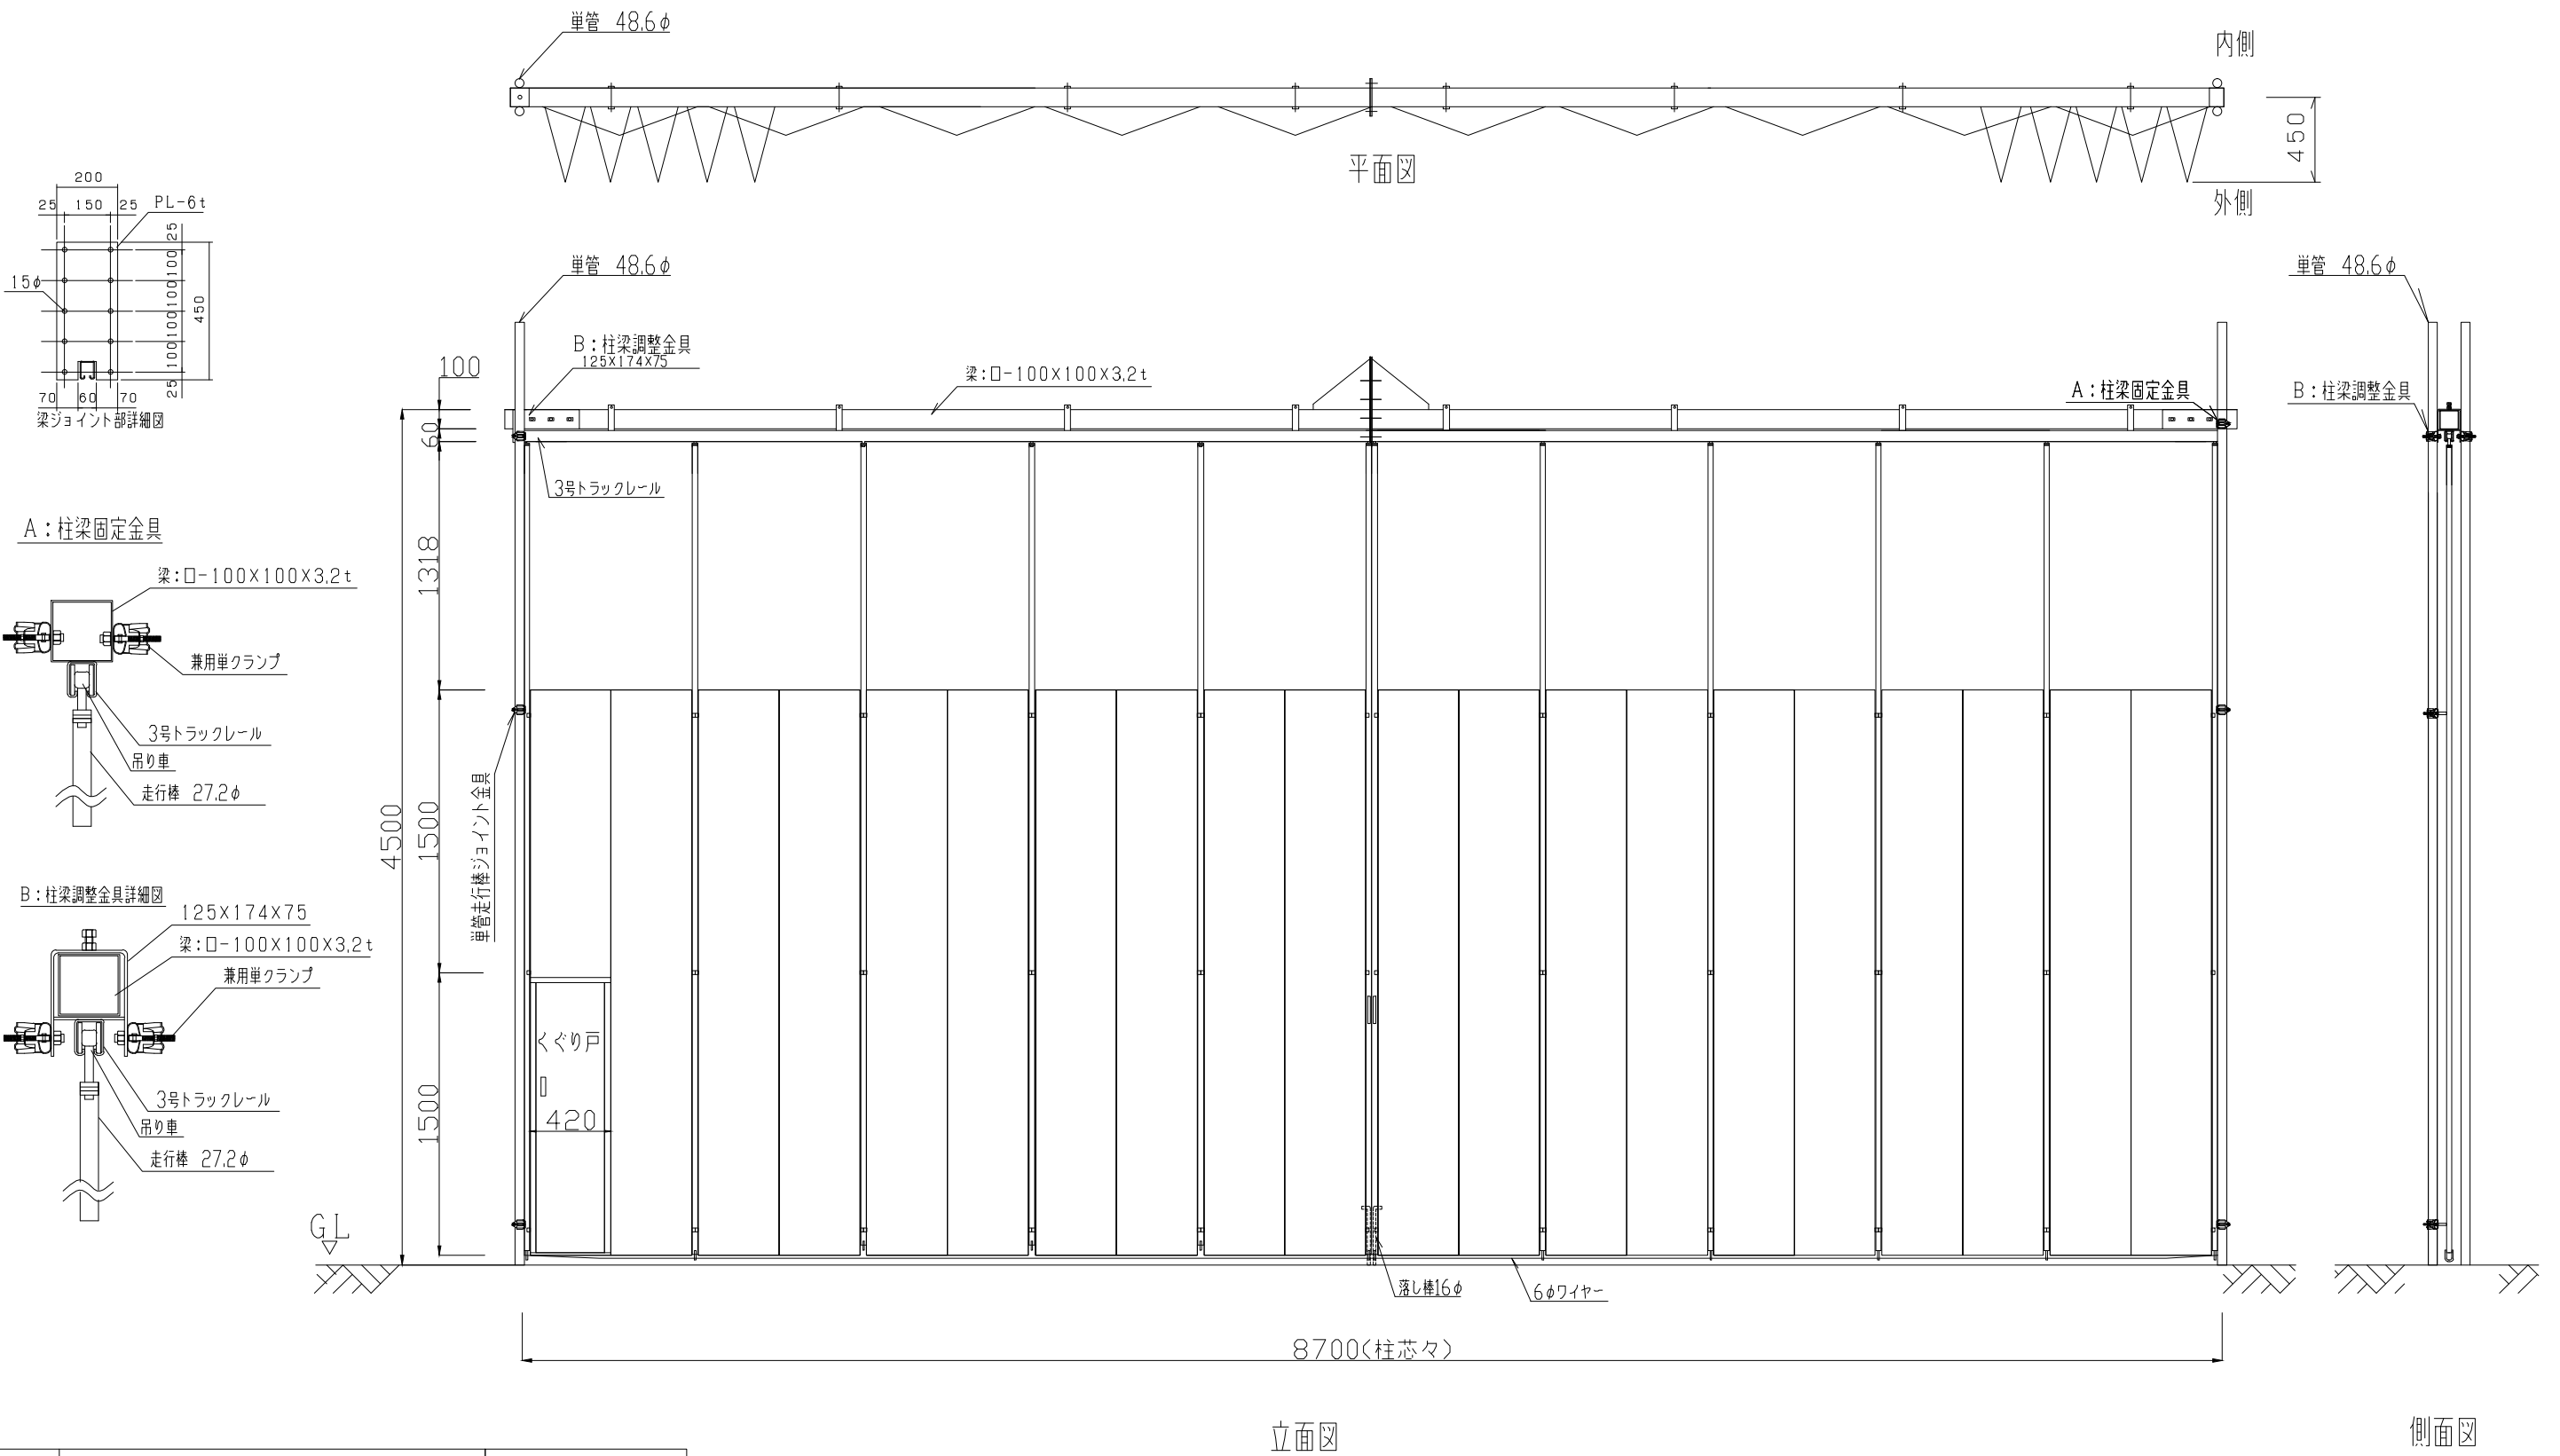 単管 48.6φ
内側
450
平面図
外側
200
25 150 25
PL-6t
25
100
100
100
100
25
450
15φ
70 60 70
梁ジョイント部詳細図
単管 48.6φ
B:柱梁調整金具
125X174X75
梁:□-100X100X3.2t
A:柱梁固定金具
単管 48.6φ
B:柱梁調整金具
100
60
3号トラックレール
1318
1500
1500
4500
単管走行棒ジョイント金具
A:柱梁固定金具
梁:□-100X100X3.2t
兼用単クランプ
3号トラックレール
吊り車
走行棒 27.2φ
B:柱梁調整金具詳細図
125X174X75
梁:□-100X100X3.2t
兼用単クランプ
3号トラックレール
吊り車
走行棒 27.2φ
くぐり戸
420
GL
落し棒16φ
6φワイヤー
8700(柱芯々)
立面図
側面図